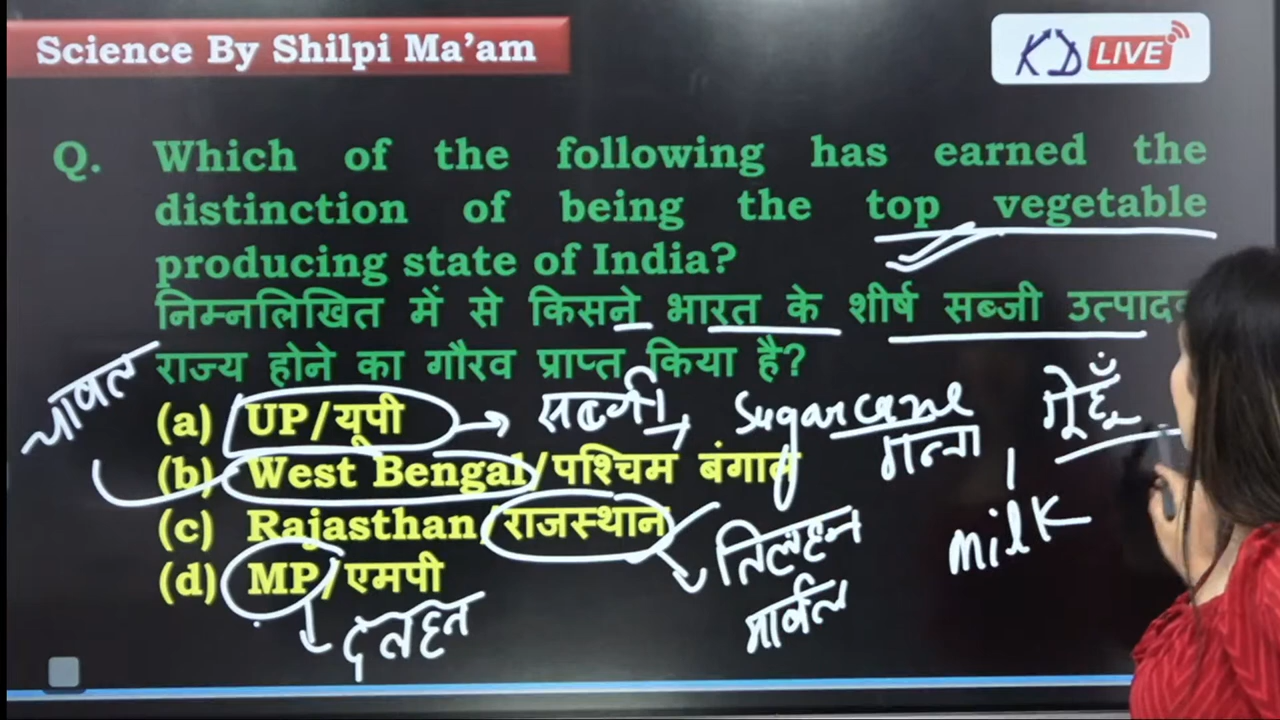 Science By Shilpi Ma'am
KD LIVE
Q. Which of the following has earned the
distinction of being the top vegetable
producing state of India?
निम्नलिखित में से किसने भारत के शीर्ष सब्जी उत्पादक
राज्य होने का गौरव प्राप्त किया है?
चावल
(a) UP/यूपी → सब्जी, Sugarcane गेहूँ
गन्ना
(b) West Bengal/पश्चिम बंगाल
(c) Rajasthan/राजस्थान तिलहन milk
(d) MP/एमपी मार्बल
दलहन